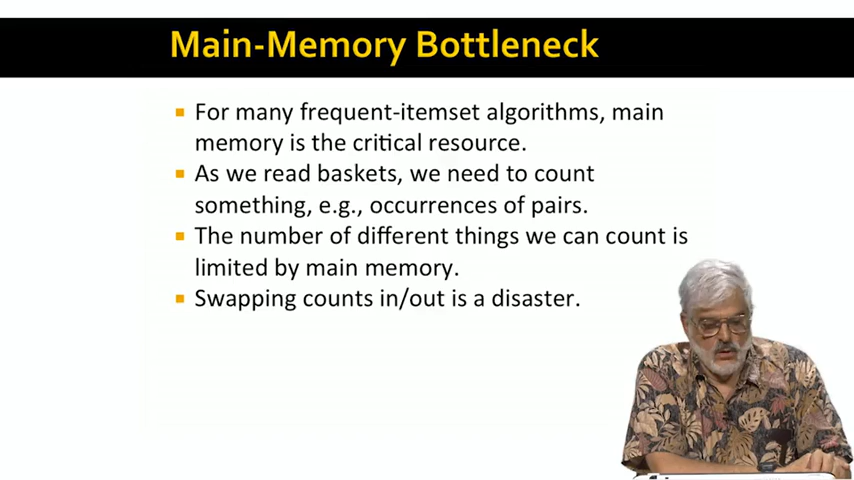 Main-Memory Bottleneck
For many frequent-itemset algorithms, main
memory is the critical resource.
As we read baskets, we need to count
something, e.g., occurrences of pairs.
The number of different things we can count is
limited by main memory.
Swapping counts in/out is a disaster.